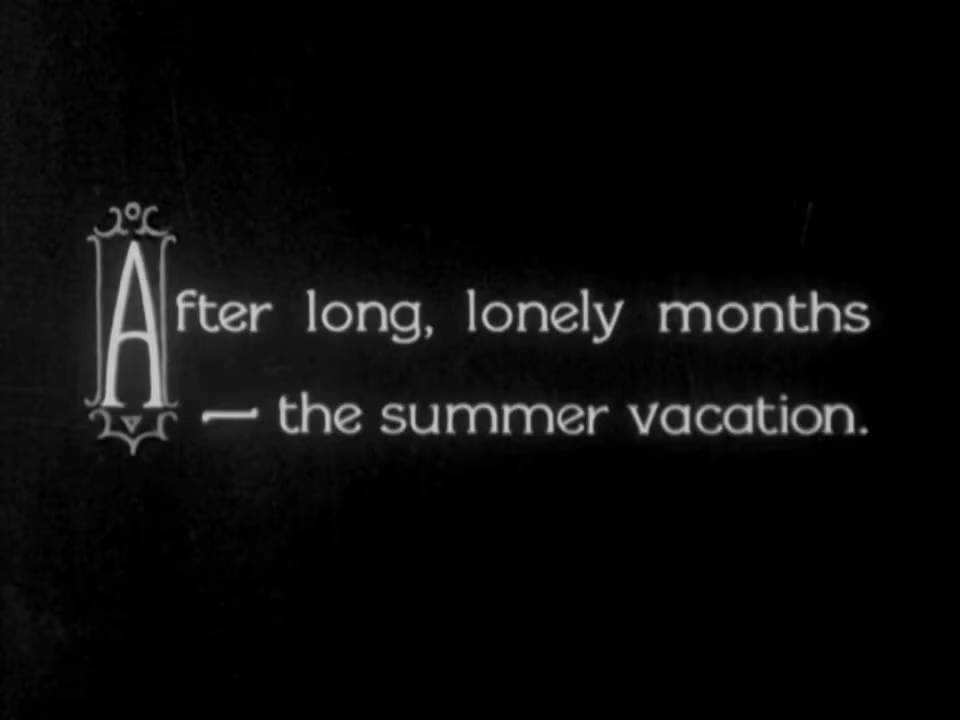 After long, lonely months
— the summer vacation.